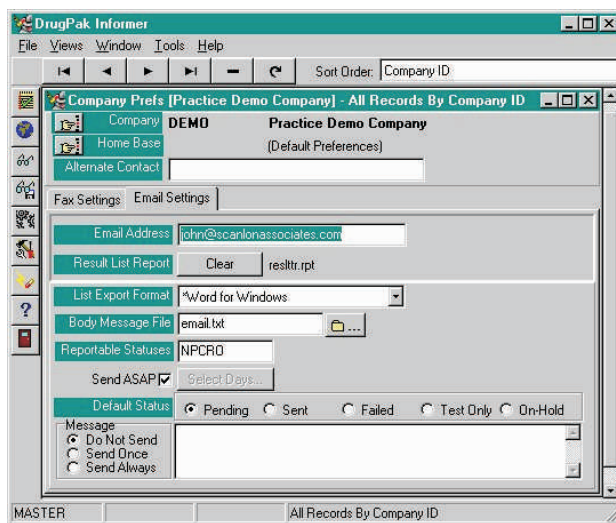 DrugPak Informer
File Views Window Tools Help
Sort Order: Company ID
Company Prefs [Practice Demo Company] - All Records By Company ID
Company DEMO Practice Demo Company
Home Base (Default Preferences)
Alternate Contact
Fax Settings Email Settings
Email Address john@scanlonassociates.com
Result List Report Clear reslttr.rpt
List Export Format *Word for Windows
Body Message File email.txt ...
Reportable Statuses NPCRO
Send ASAP Select Days...
Default Status Pending Sent Failed Test Only On-Hold
Message
Do Not Send
Send Once
Send Always
MASTER All Records By Company ID